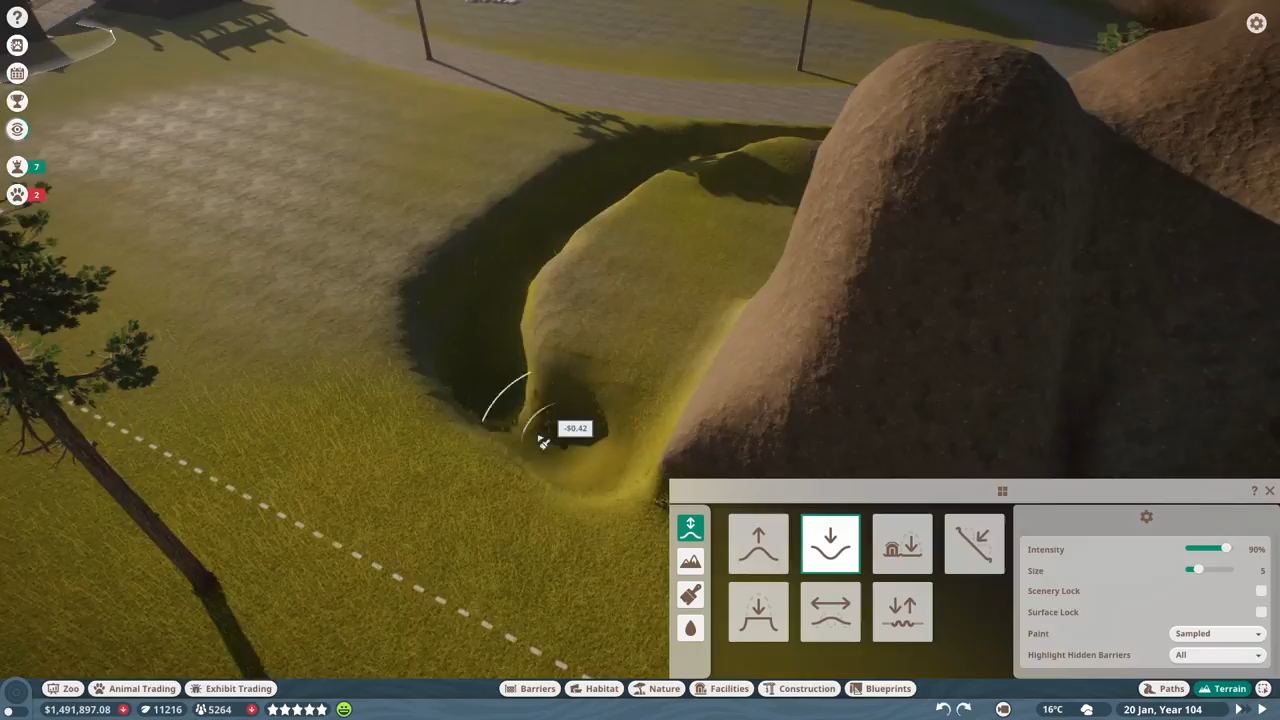 ?
7
2
-$0.42
?
Intensity 90%
Size 5
Scenery Lock
Surface Lock
Paint Sampled
Highlight Hidden Barriers All
Zoo Animal Trading Exhibit Trading Barriers Habitat Nature Facilities Construction Blueprints Paths Terrain
$1,491,897.08 11216 5264 16°C 20 Jan, Year 104